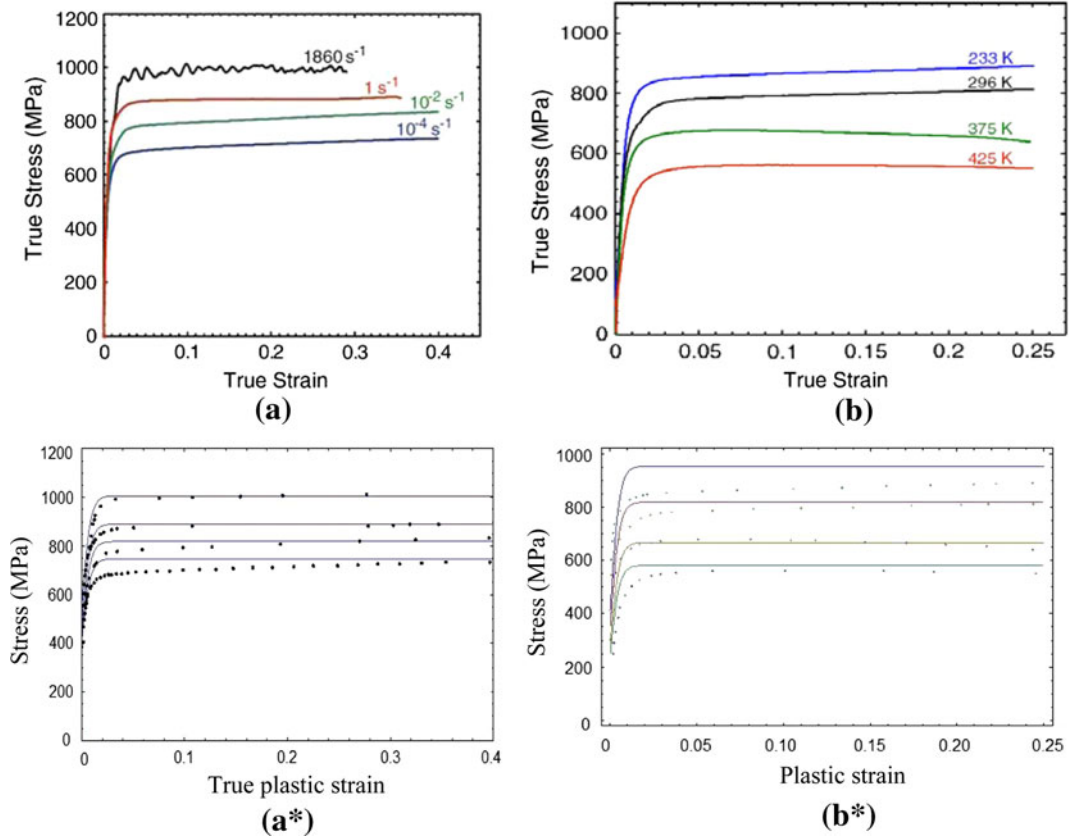 1200
1000
800
600
400
200
0
True Stress (MPa)
1860 s⁻¹
1 s⁻¹
10⁻² s⁻¹
10⁻⁴ s⁻¹
0 0.1 0.2 0.3 0.4
True Strain
(a)
1000
800
600
400
200
0
True Stress (MPa)
233 K
296 K
375 K
425 K
0 0.05 0.1 0.15 0.2 0.25
True Strain
(b)
1200
1000
800
600
400
200
0
Stress (MPa)
0 0.1 0.2 0.3 0.4
True plastic strain
(a*)
1000
800
600
400
200
0
Stress (MPa)
0 0.05 0.10 0.15 0.20 0.25
Plastic strain
(b*)